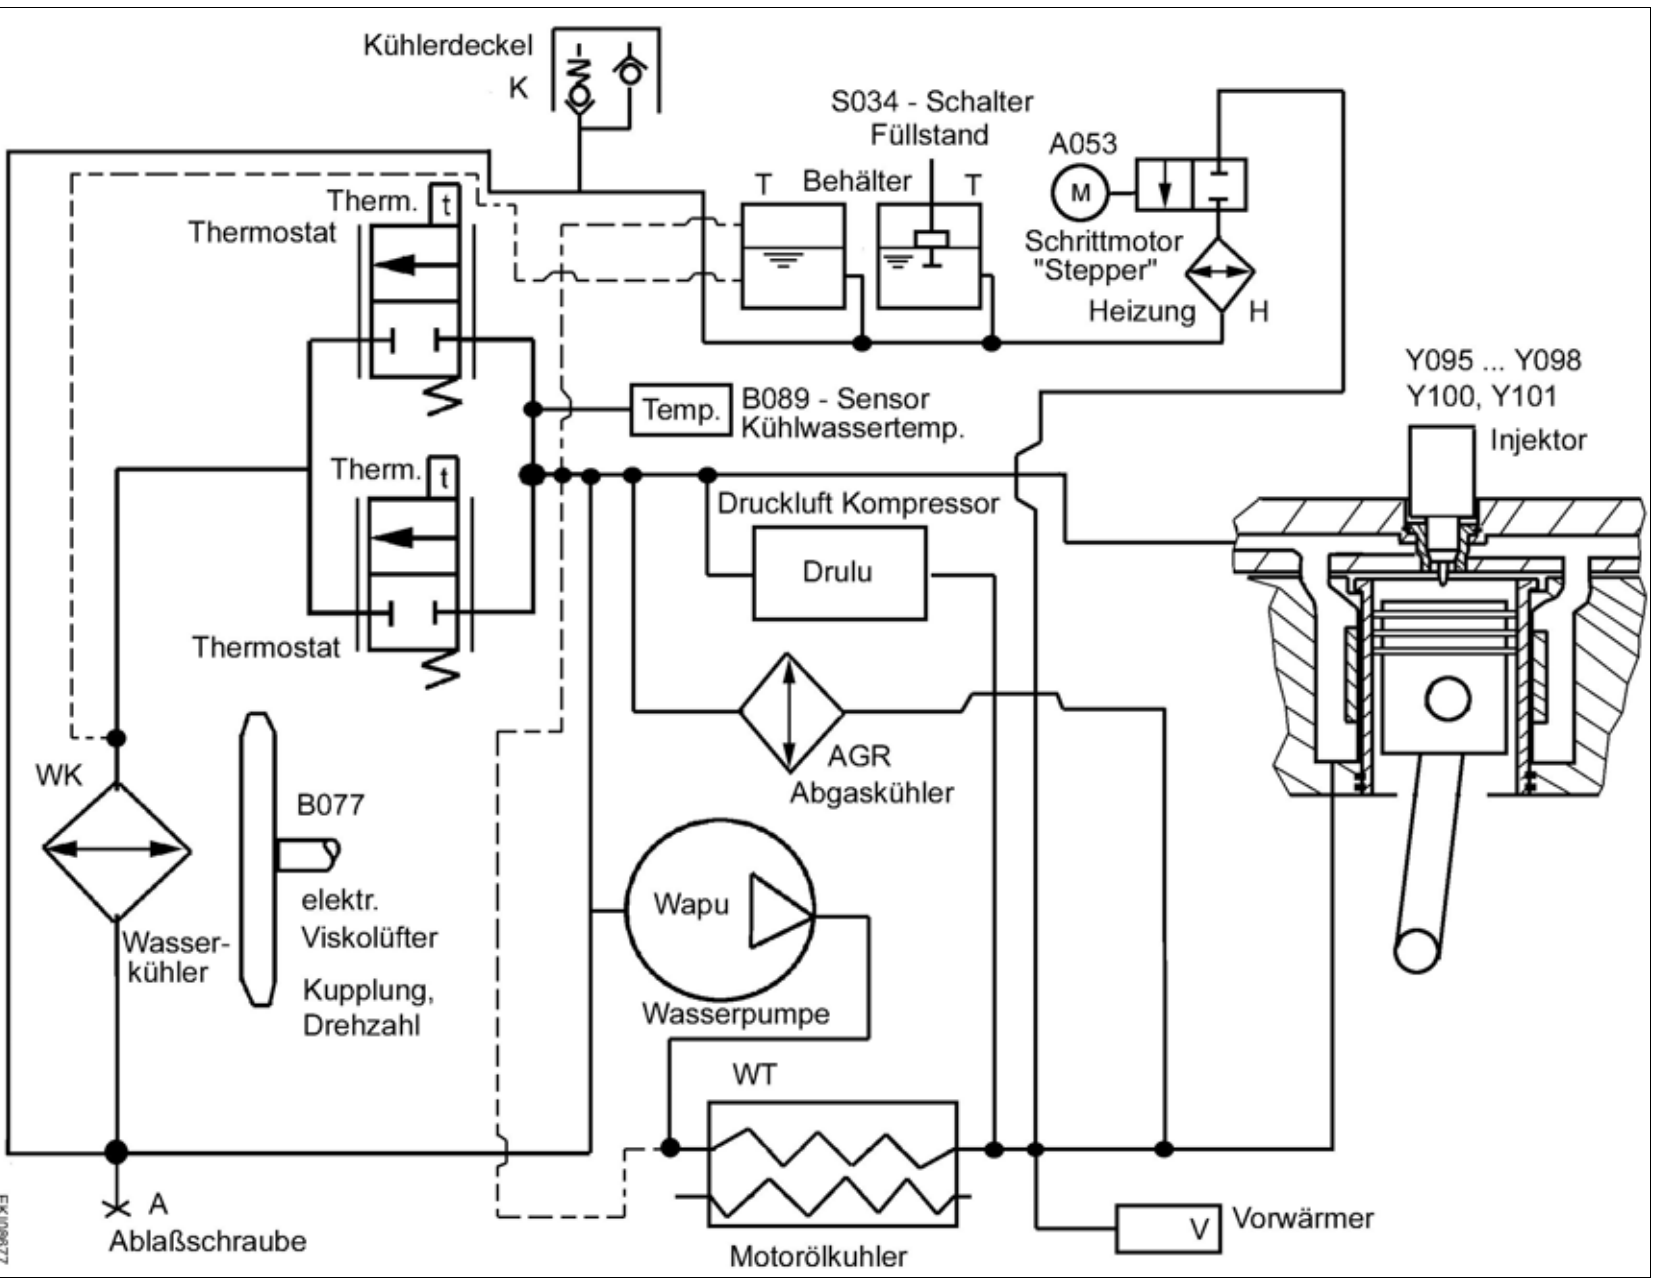 Kühlerdeckel
K
S034 - Schalter
Füllstand
A053
T
Behälter
T
M
Therm.
t
Thermostat
Schrittmotor
"Stepper"
Heizung
H
Temp.
B089 - Sensor
Kühlwassertemp.
Y095 ... Y098
Y100, Y101
Injektor
Therm.
t
Druckluft Kompressor
Drulu
Thermostat
WK
AGR
Abgaskühler
B077
elektr.
Viskolüfter
Wasser-
kühler
Kupplung,
Drehzahl
Wapu
Wasserpumpe
WT
A
Ablaßschraube
V
Vorwärmer
Motorölkuhler